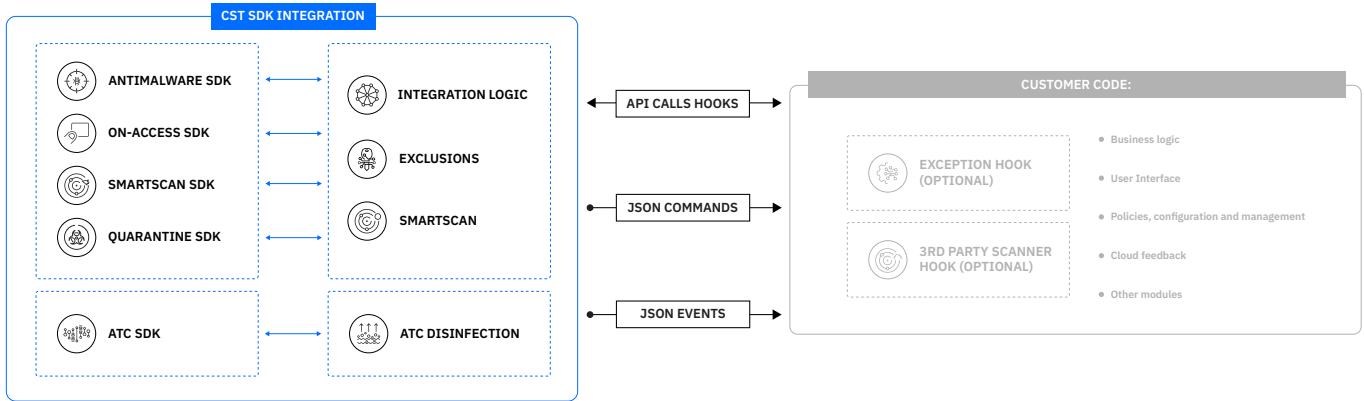 CST SDK INTEGRATION
ANTIMALWARE SDK
ON-ACCESS SDK
SMARTSCAN SDK
QUARANTINE SDK
INTEGRATION LOGIC
EXCLUSIONS
SMARTSCAN
ATC SDK
ATC DISINFECTION
API CALLS HOOKS
JSON COMMANDS
JSON EVENTS
CUSTOMER CODE:
EXCEPTION HOOK
(OPTIONAL)
3RD PARTY SCANNER
HOOK (OPTIONAL)
Business logic
User Interface
Policies, configuration and management
Cloud feedback
Other modules